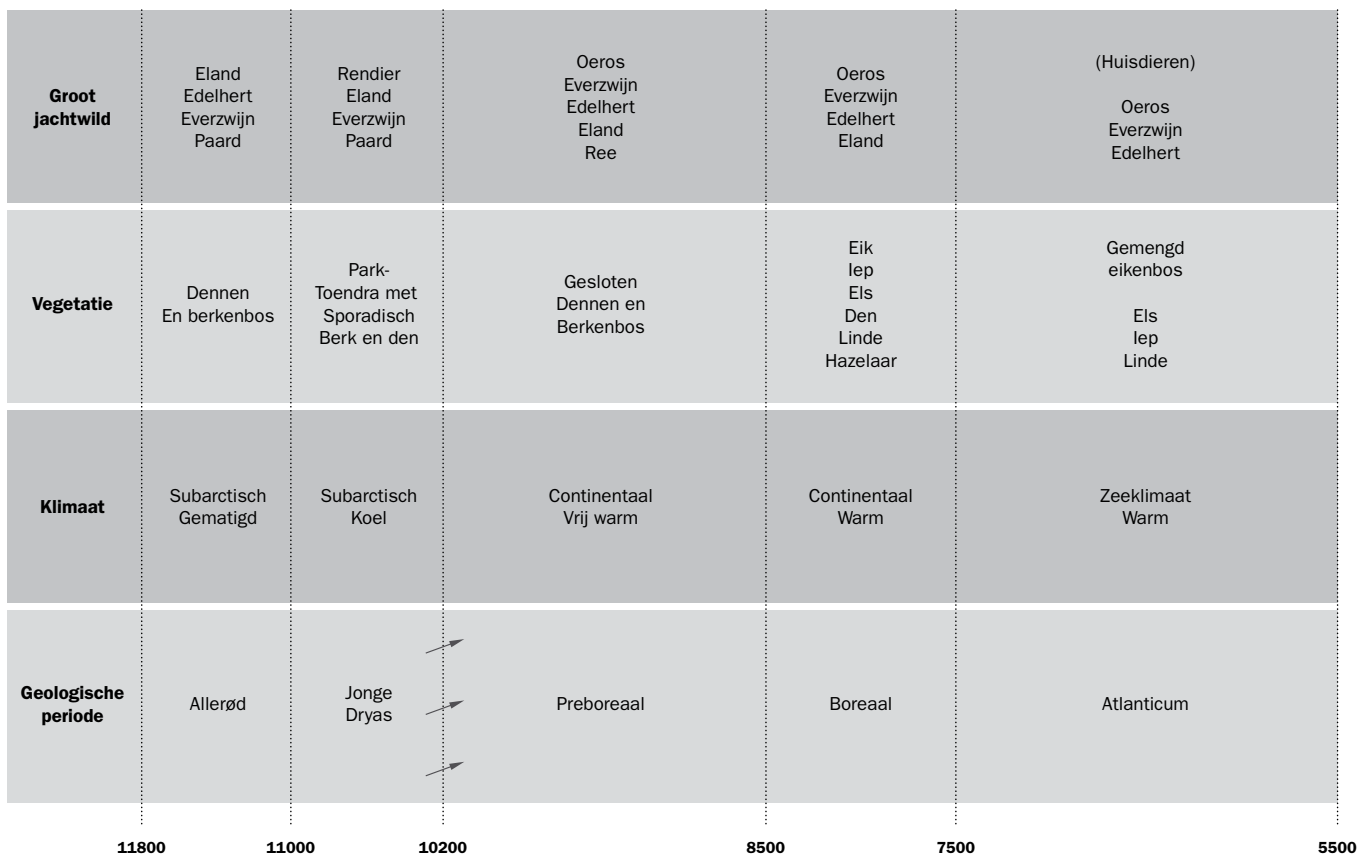 Groot
jachtwild
Eland
Edelhert
Everzwijn
Paard
Rendier
Eland
Everzwijn
Paard
Oeros
Everzwijn
Edelhert
Eland
Ree
Oeros
Everzwijn
Edelhert
Eland
(Huisdieren)
Oeros
Everzwijn
Edelhert
Vegetatie
Dennen
En berkenbos
Park-
Toendra met
Sporadisch
Berk en den
Gesloten
Dennen en
Berkenbos
Eik
Iep
Els
Den
Linde
Hazelaar
Gemengd
eikenbos
Els
Iep
Linde
Klimaat
Subarctisch
Gematigd
Subarctisch
Koel
Continentaal
Vrij warm
Continentaal
Warm
Zeeklimaat
Warm
Geologische
periode
Allerød
Jonge
Dryas
Preboreaal
Boreaal
Atlanticum
11800 11000 10200 8500 7500 5500